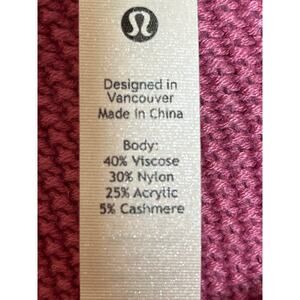 Designed in
Vancouver
Made in China
Body:
40% Viscose
30% Nylon
25% Acrylic
5% Cashmere